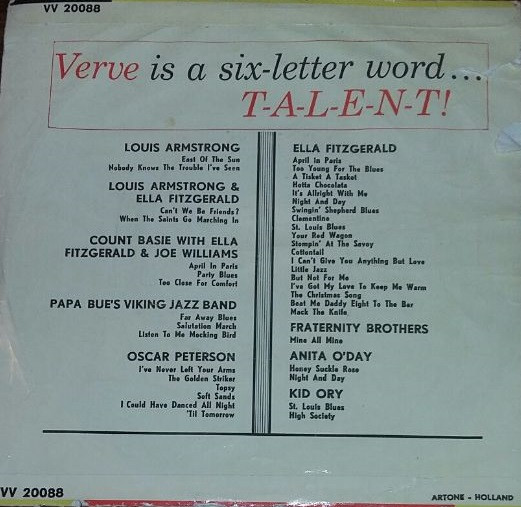 VV 20088
Verve is a six-letter word...
T-A-L-E-N-T!
LOUIS ARMSTRONG
East Of The Sun
Nobody Knows The Trouble I've Seen
LOUIS ARMSTRONG &
ELLA FITZGERALD
Can't We Be Friends?
When The Saints Go Marching In
COUNT BASIE WITH ELLA
FITZGERALD & JOE WILLIAMS
April In Paris
Party Blues
Too Close For Comfort
PAPA BUE'S VIKING JAZZ BAND
Far Away Blues
Salutation March
Listen To Me Mocking Bird
OSCAR PETERSON
I've Never Left Your Arms
The Golden Striker
Topsy
Soft Sands
I Could Have Danced All Night
'Til Tomorrow
ELLA FITZGERALD
April In Paris
Too Young For The Blues
A Tisket A Tasket
Hotta Chocolata
It's Allright With Me
Night And Day
Swingin' Shepherd Blues
Clementine
St. Louis Blues
Your Red Wagon
Stompin' At The Savoy
Cottontail
I Can't Give You Anything But Love
Little Jazz
But Not For Me
I've Got My Love To Keep Me Warm
The Christmas Song
Beat Me Daddy Eight To The Bar
Mack The Knife
FRATERNITY BROTHERS
Mine All Mine
ANITA O'DAY
Honey Suckle Rose
Night And Day
KID ORY
St. Louis Blues
High Society
VV 20088
ARTONE - HOLLAND